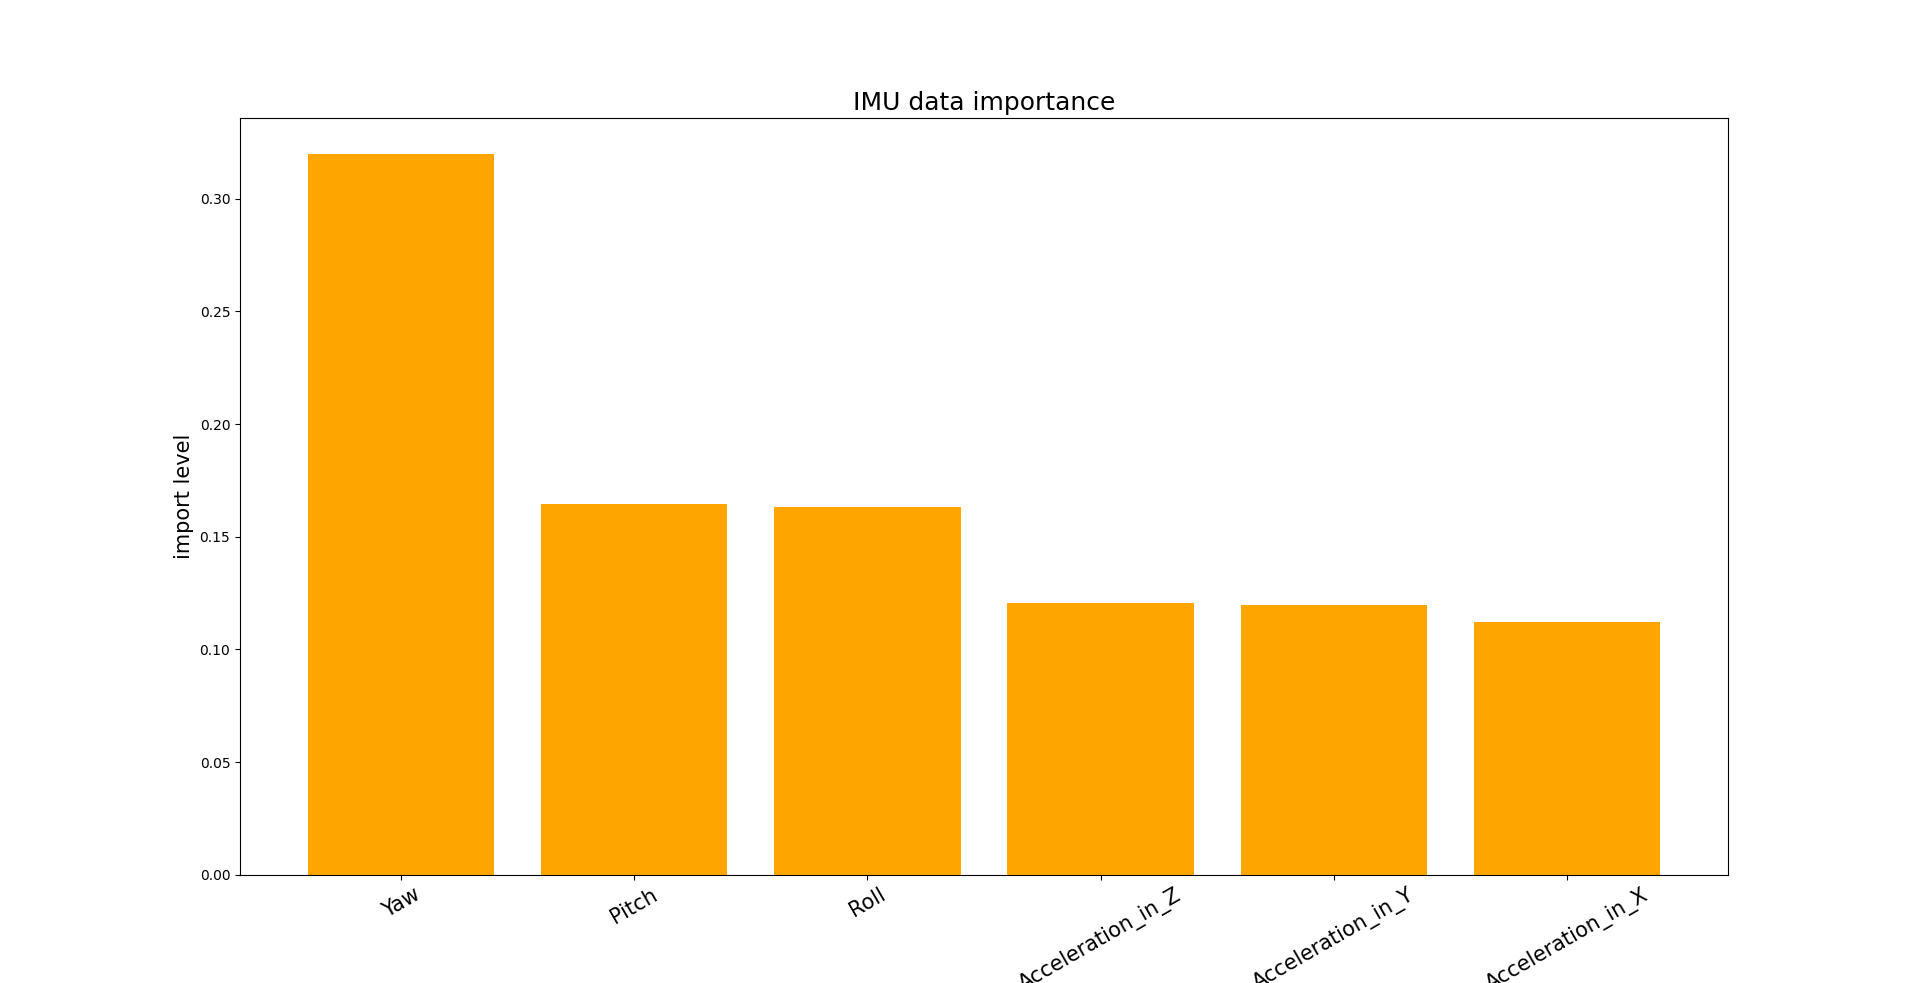 IMU data importance
import level
0.30
0.25
0.20
0.15
0.10
0.05
0.00
Yaw
Pitch
Roll
Acceleration_in_Z
Acceleration_in_Y
Acceleration_in_X